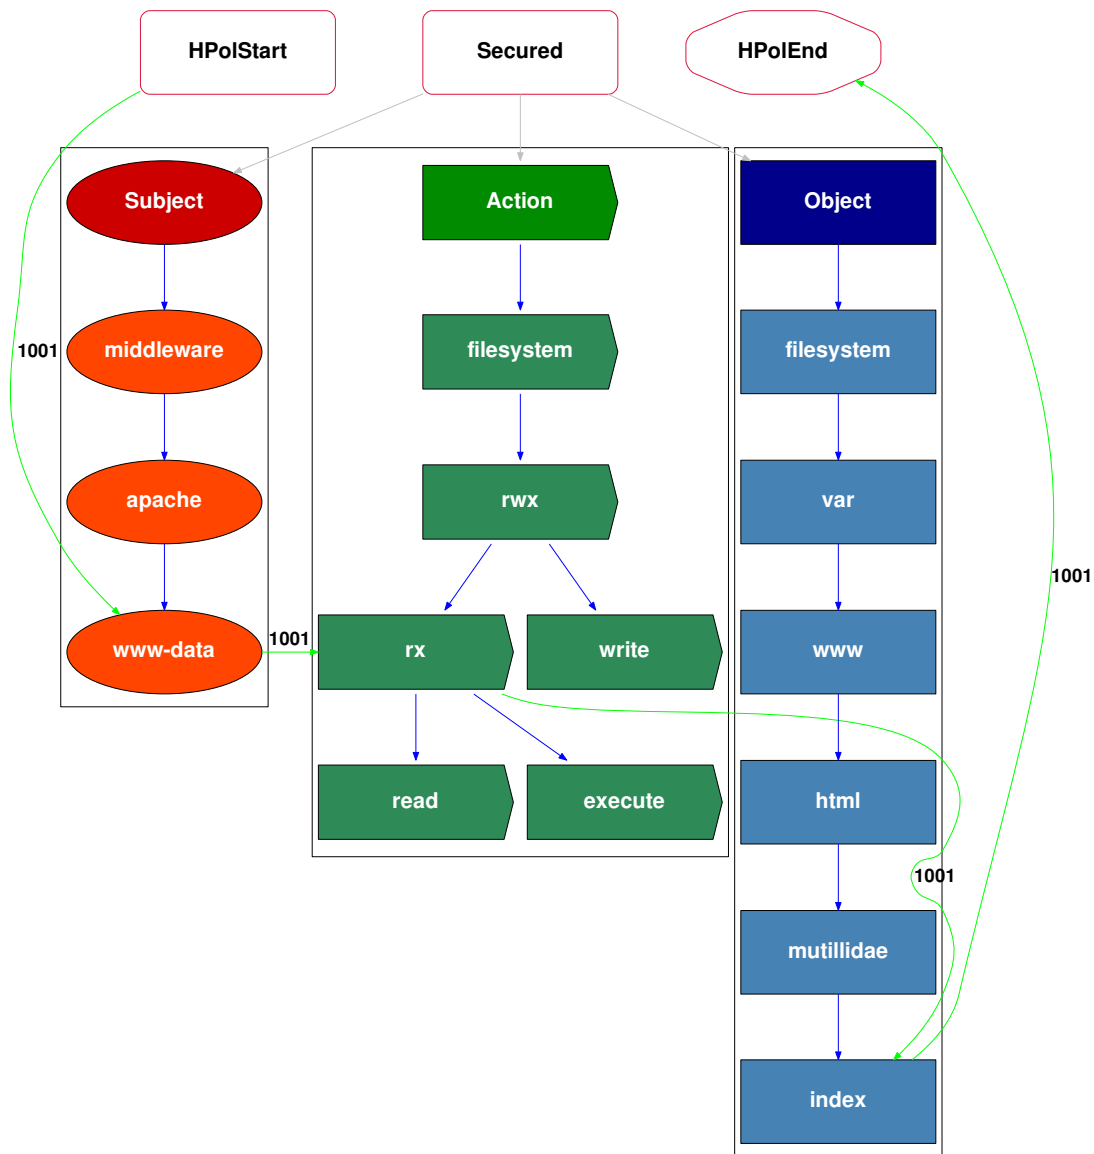 HPolStart
Secured
HPolEnd
Subject
Action
Object
1001
middleware
filesystem
filesystem
apache
rwx
var
1001
www-data
1001
rx
write
www
read
execute
html
1001
mutillidae
index